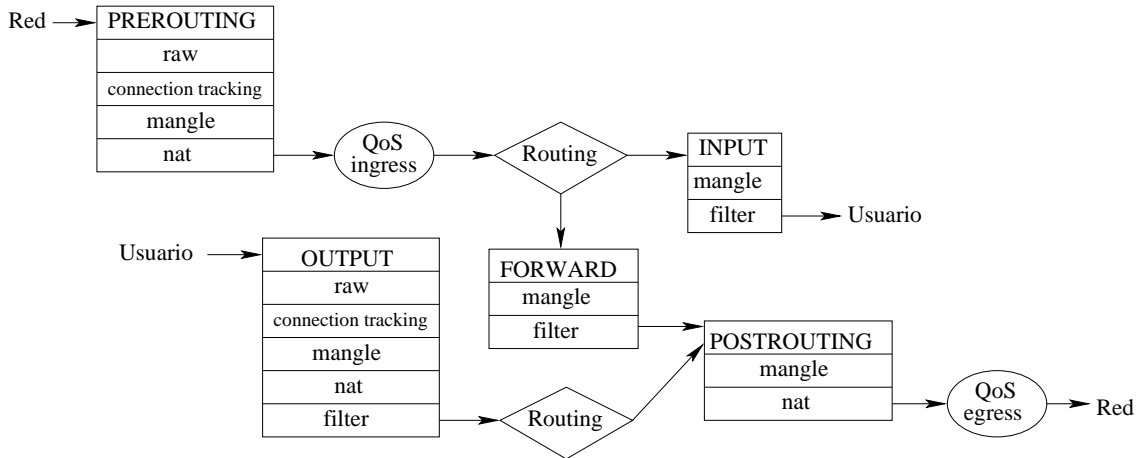 Red
PREROUTING
raw
connection tracking
mangle
nat
QoS
ingress
Routing
INPUT
mangle
filter
Usuario
Usuario
OUTPUT
raw
connection tracking
mangle
nat
filter
FORWARD
mangle
filter
Routing
POSTROUTING
mangle
nat
QoS
egress
Red